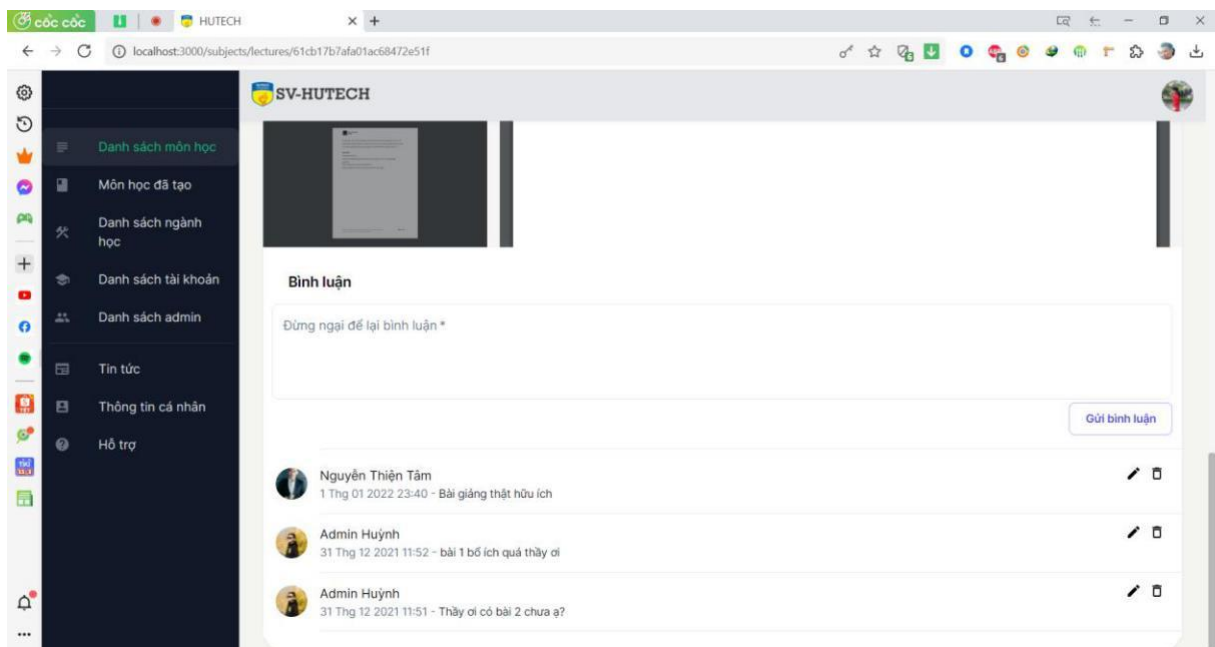 cốc cốc
HUTECH
localhost:3000/subjects/lectures/61cb17b7afa01ac68472e51f
SV-HUTECH
Danh sách môn học
Môn học đã tạo
Danh sách ngành
học
Danh sách tài khoản
Danh sách admin
Tin tức
Thông tin cá nhân
Hỗ trợ
Bình luận
Đừng ngại để lại bình luận *
Gửi bình luận
Nguyễn Thiện Tâm
1 Thg 01 2022 23:40 - Bài giảng thật hữu ích
Admin Huỳnh
31 Thg 12 2021 11:52 - bài 1 bổ ích quá thầy ơi
Admin Huỳnh
31 Thg 12 2021 11:51 - Thầy ơi có bài 2 chưa ạ?